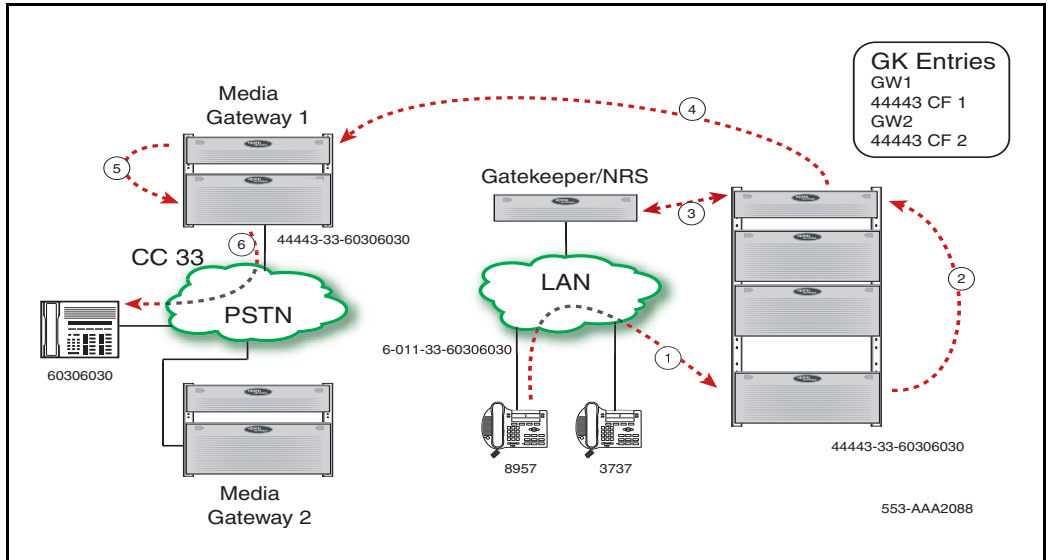 GK Entries
GW1
44443 CF 1
GW2
44443 CF 2
Media
Gateway 1
4
5
Gatekeeper/NRS
3
6
44443-33-60306030
CC 33
PSTN
LAN
2
6-011-33-60306030
1
60306030
8957
3737
44443-33-60306030
Media
Gateway 2
553-AAA2088